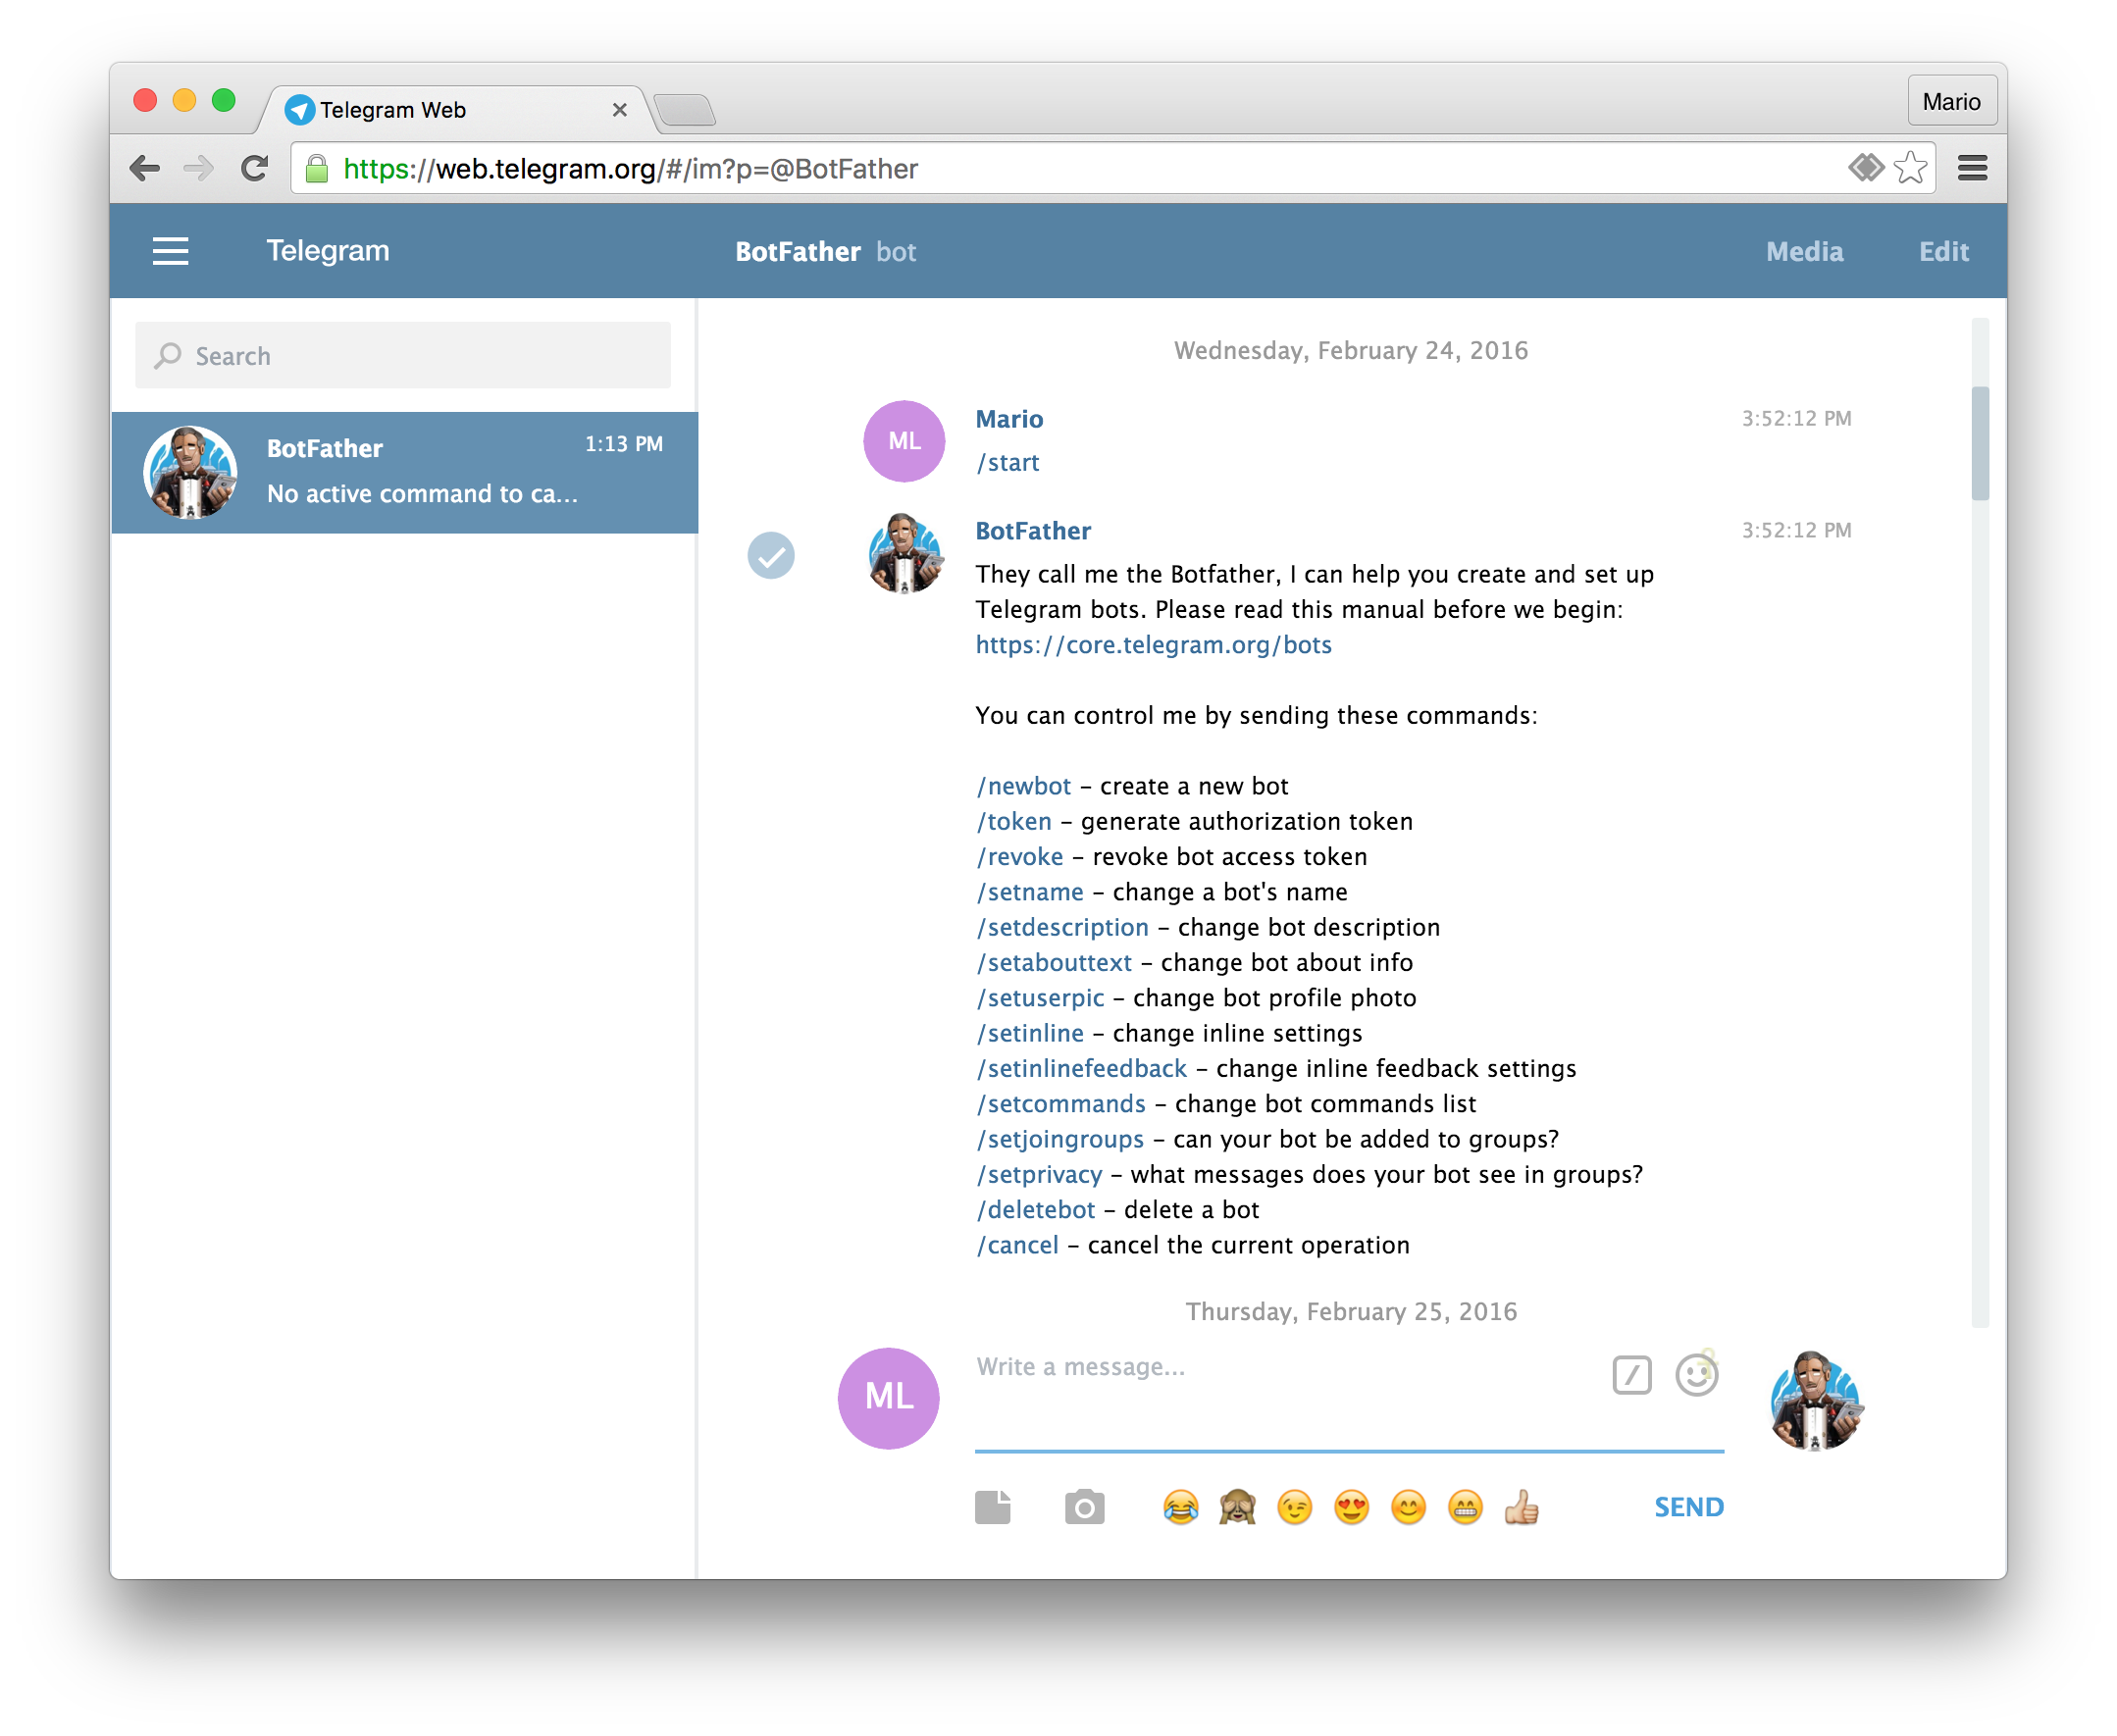 Telegram Web
Mario
https://web.telegram.org/#/im?p=@BotFather
Telegram
BotFather bot
Media
Edit
Search
BotFather
1:13 PM
No active command to ca...
Wednesday, February 24, 2016
ML
Mario
3:52:12 PM
/start
BotFather
3:52:12 PM
They call me the Botfather, I can help you create and set up
Telegram bots. Please read this manual before we begin:
https://core.telegram.org/bots
You can control me by sending these commands:
/newbot – create a new bot
/token – generate authorization token
/revoke – revoke bot access token
/setname – change a bot's name
/setdescription – change bot description
/setabouttext – change bot about info
/setuserpic – change bot profile photo
/setinline – change inline settings
/setinlinefeedback – change inline feedback settings
/setcommands – change bot commands list
/setjoingroups – can your bot be added to groups?
/setprivacy – what messages does your bot see in groups?
/deletebot – delete a bot
/cancel – cancel the current operation
Thursday, February 25, 2016
ML
Write a message...
SEND